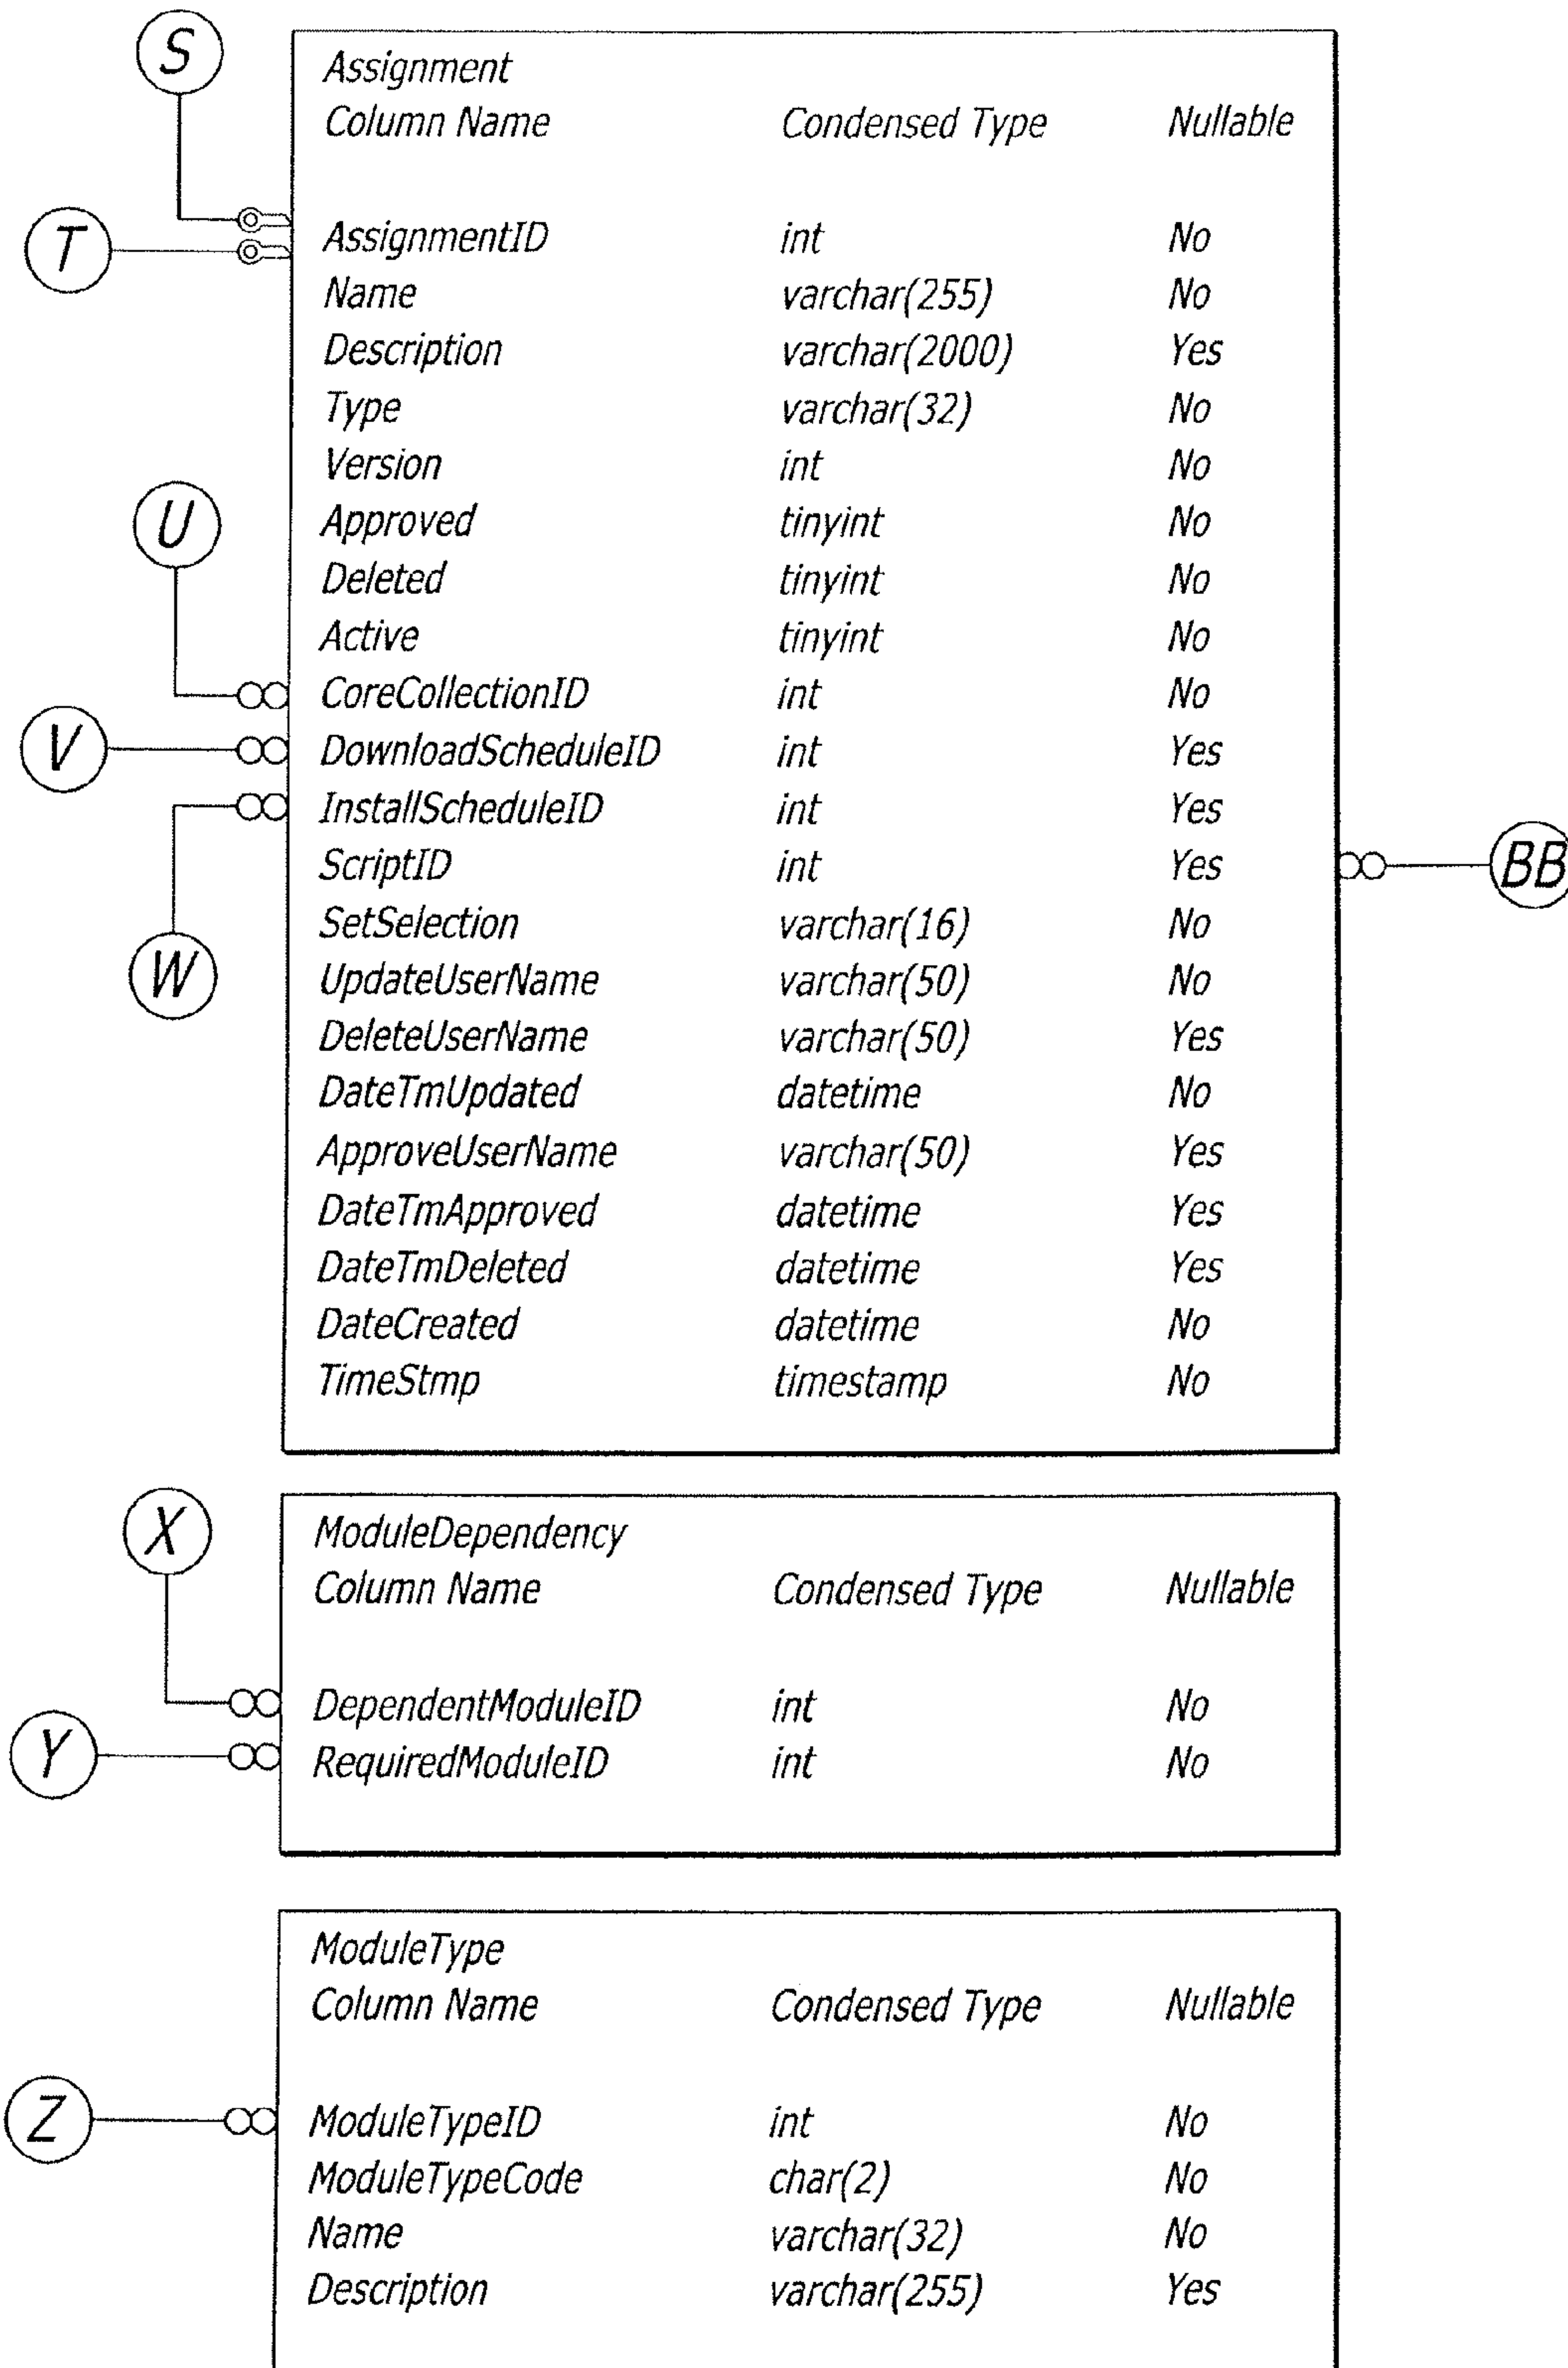 S
Assignment
Column Name Condensed Type Nullable
T
AssignmentID int No
Name varchar(255) No
Description varchar(2000) Yes
Type varchar(32) No
Version int No
U
Approved tinyint No
Deleted tinyint No
Active tinyint No
CoreCollectionID int No
V
DownloadScheduleID int Yes
InstallScheduleID int Yes
ScriptID int Yes
BB
SetSelection varchar(16) No
W
UpdateUserName varchar(50) No
DeleteUserName varchar(50) Yes
DateTmUpdated datetime No
ApproveUserName varchar(50) Yes
DateTmApproved datetime Yes
DateTmDeleted datetime Yes
DateCreated datetime No
TimeStmp timestamp No
X
ModuleDependency
Column Name Condensed Type Nullable
DependentModuleID int No
Y
RequiredModuleID int No
ModuleType
Column Name Condensed Type Nullable
Z
ModuleTypeID int No
ModuleTypeCode char(2) No
Name varchar(32) No
Description varchar(255) Yes